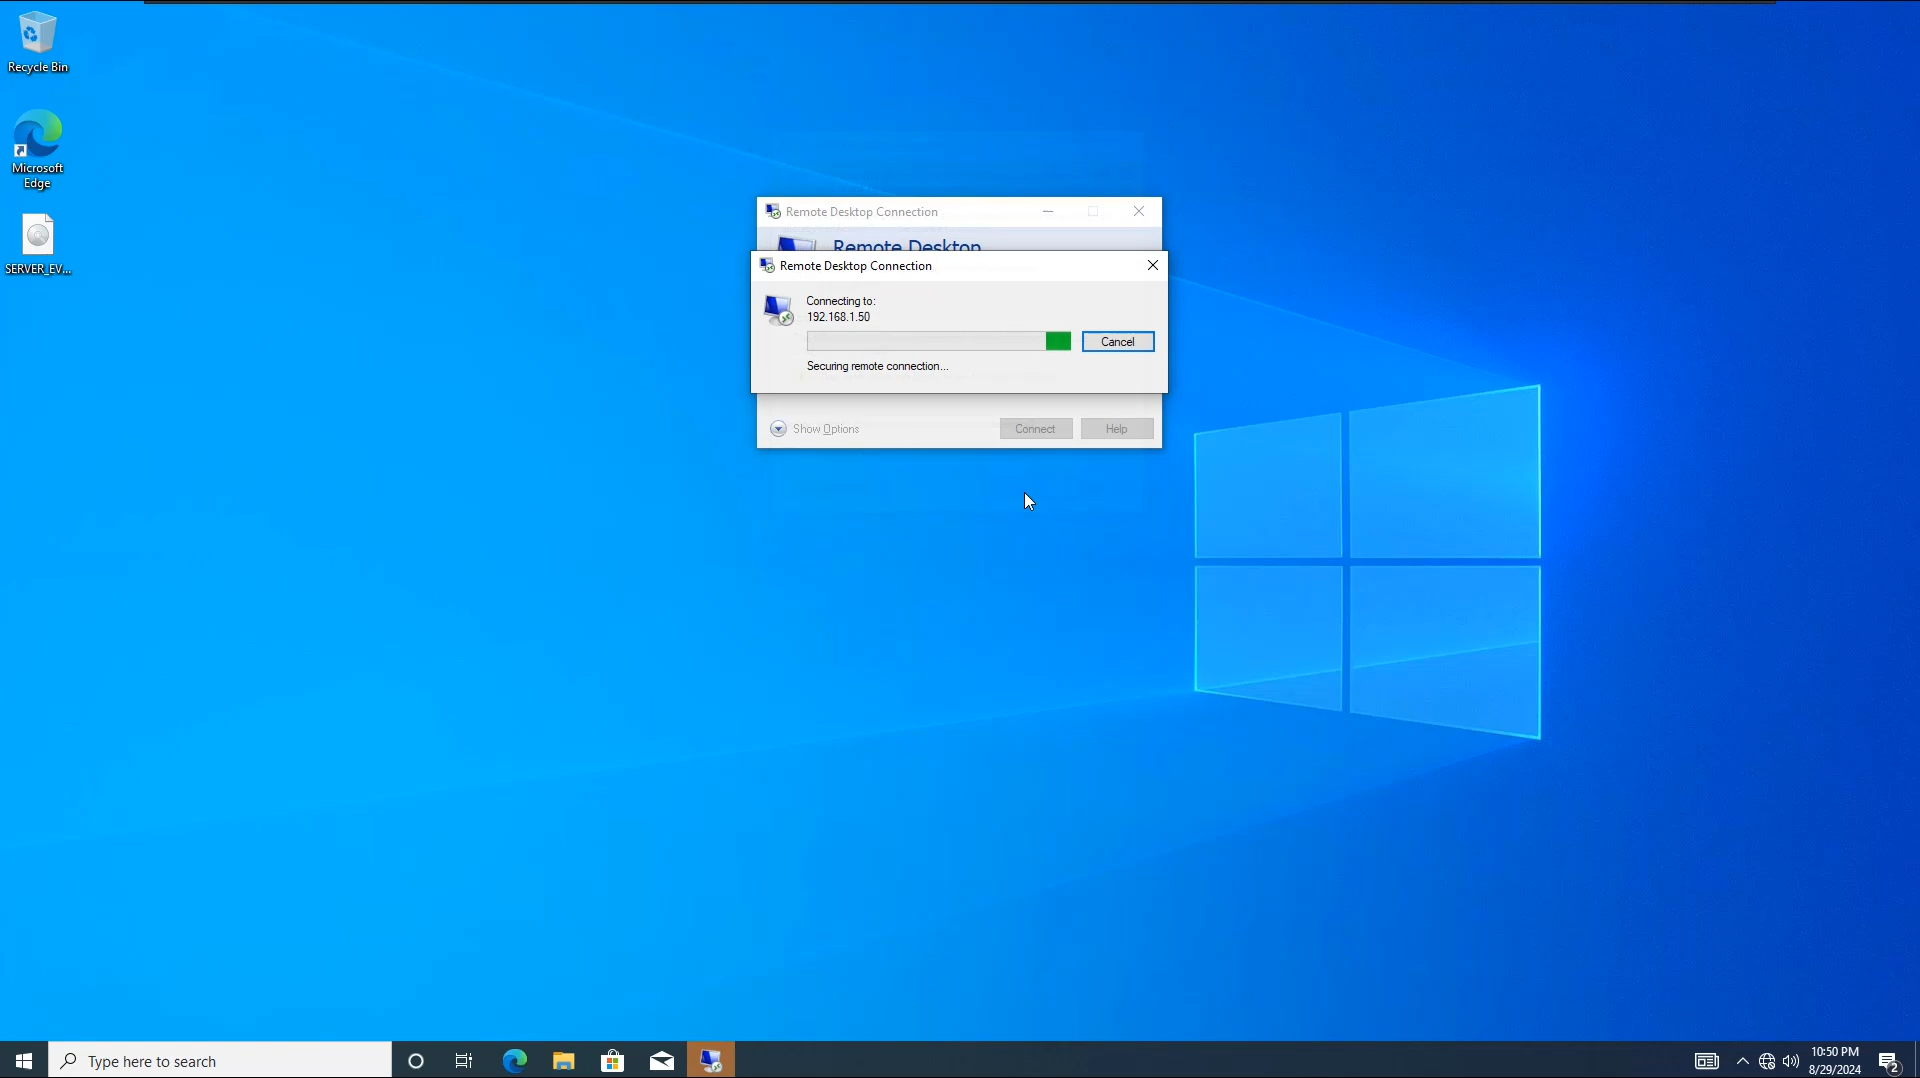 Recycle Bin
Microsoft
Edge
SERVER_EV...
Remote Desktop Connection
Remote Desktop
Remote Desktop Connection
Connecting to:
192.168.1.50
Cancel
Securing remote connection...
Show Options
Connect
Help
Type here to search
10:50 PM
8/29/2024
2